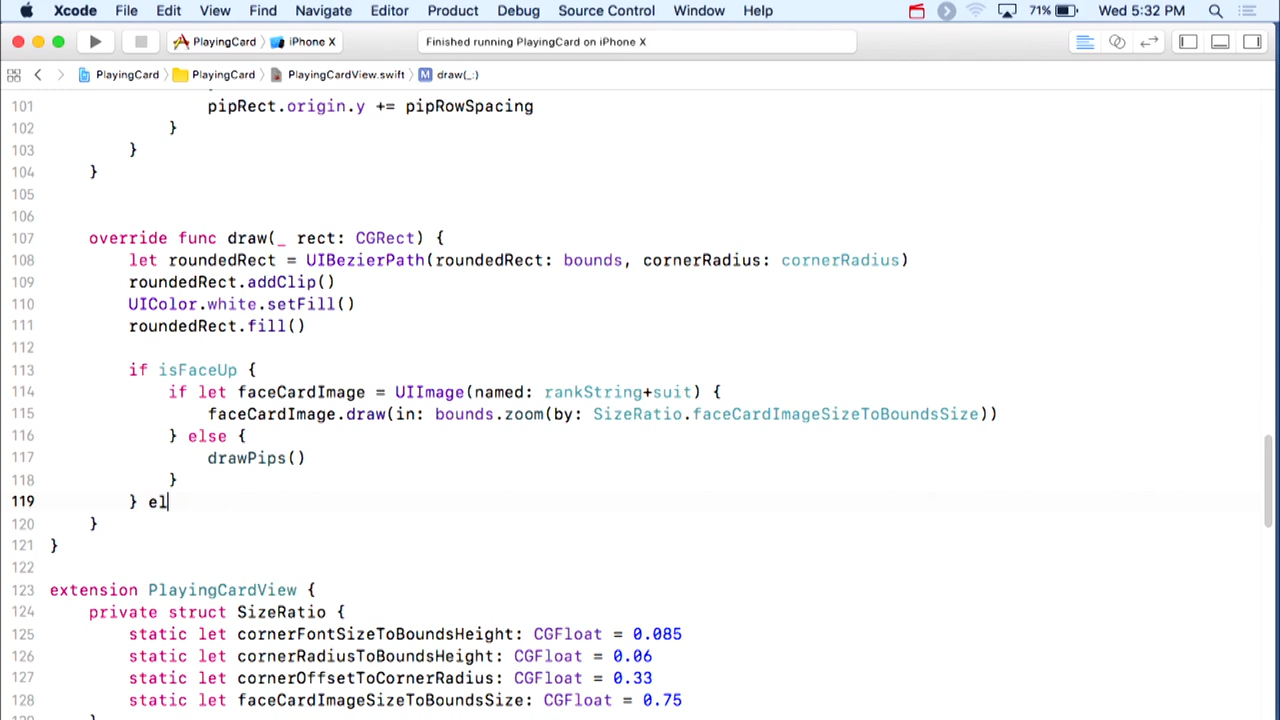 Xcode File Edit View Find Navigate Editor Product Debug Source Control Window Help 71% Wed 5:32 PM
PlayingCard iPhone X Finished running PlayingCard on iPhone X
PlayingCard PlayingCard PlayingCardView.swift M draw(_:)
101 pipRect.origin.y += pipRowSpacing
102 }
103 }
104 }
105
106
107 override func draw(_ rect: CGRect) {
108 let roundedRect = UIBezierPath(roundedRect: bounds, cornerRadius: cornerRadius)
109 roundedRect.addClip()
110 UIColor.white.setFill()
111 roundedRect.fill()
112
113 if isFaceUp {
114 if let faceCardImage = UIImage(named: rankString+suit) {
115 faceCardImage.draw(in: bounds.zoom(by: SizeRatio.faceCardImageSizeToBoundsSize))
116 } else {
117 drawPips()
118 }
119 } el
120 }
121 }
122
123 extension PlayingCardView {
124 private struct SizeRatio {
125 static let cornerFontSizeToBoundsHeight: CGFloat = 0.085
126 static let cornerRadiusToBoundsHeight: CGFloat = 0.06
127 static let cornerOffsetToCornerRadius: CGFloat = 0.33
128 static let faceCardImageSizeToBoundsSize: CGFloat = 0.75